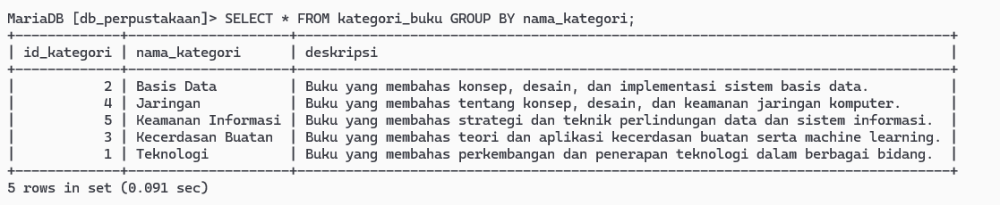 MariaDB [db_perpustakaan]> SELECT * FROM kategori_buku GROUP BY nama_kategori;
+-------------+--------------------+---------------------------------------------------------------------------------+
| id_kategori | nama_kategori      | deskripsi                                                                       |
+-------------+--------------------+---------------------------------------------------------------------------------+
|           2 | Basis Data         | Buku yang membahas konsep, desain, dan implementasi sistem basis data.          |
|           4 | Jaringan           | Buku yang membahas tentang konsep, desain, dan keamanan jaringan komputer.      |
|           5 | Keamanan Informasi | Buku yang membahas strategi dan teknik perlindungan data dan sistem informasi.  |
|           3 | Kecerdasan Buatan  | Buku yang membahas teori dan aplikasi kecerdasan buatan serta machine learning. |
|           1 | Teknologi          | Buku yang membahas perkembangan dan penerapan teknologi dalam berbagai bidang.  |
+-------------+--------------------+---------------------------------------------------------------------------------+
5 rows in set (0.091 sec)